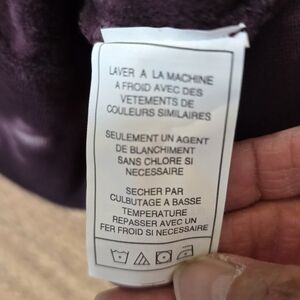 LAVER A LA MACHINE
A FROID AVEC DES
VETEMENTS DE
COULEURS SIMILAIRES
SEULEMENT UN AGENT
DE BLANCHIMENT
SANS CHLORE SI
NECESSAIRE
SECHER PAR
CULBUTAGE A BASSE
TEMPERATURE
REPASSER AVEC UN
FER FROID SI NECESSAIRE